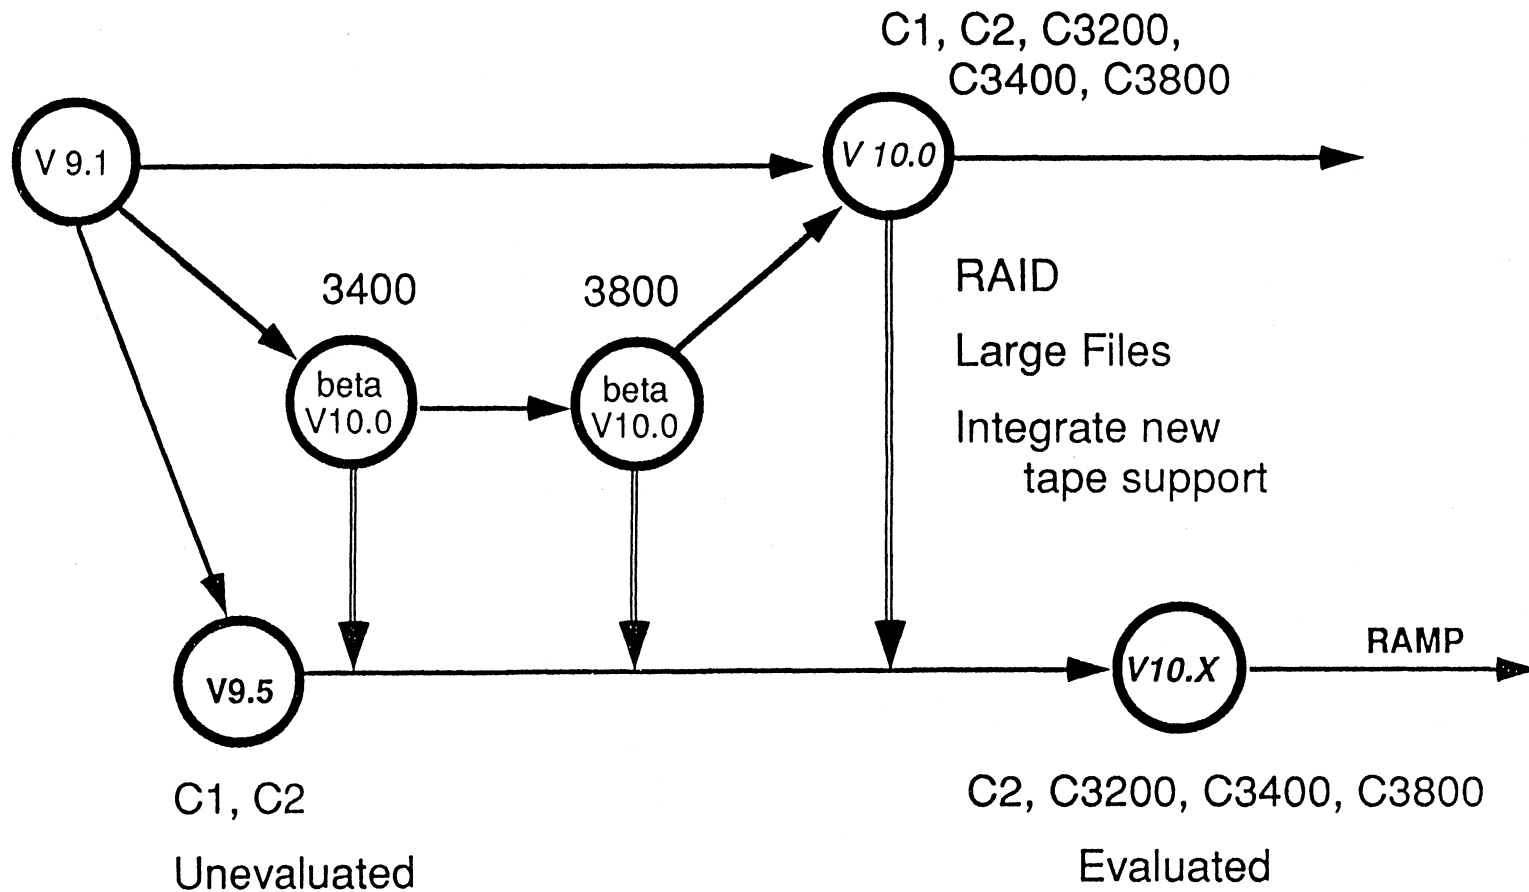 C1, C2, C3200,
C3400, C3800
V 9.1
V 10.0
3400
3800
RAID
Large Files
Integrate new
tape support
beta
V10.0
beta
V10.0
RAMP
V9.5
V10.X
C1, C2
Unevaluated
C2, C3200, C3400, C3800
Evaluated